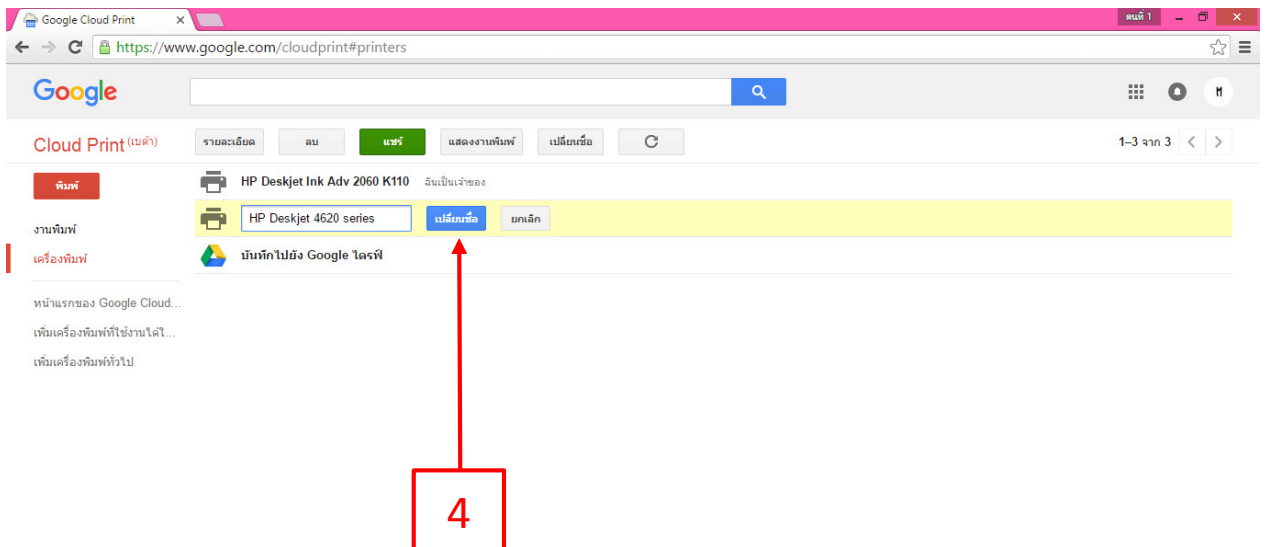 Google Cloud Print
คนที่ 1
https://www.google.com/cloudprint#printers
Google
M
Cloud Print (เบต้า)
รายละเอียด ลบ แชร์ แสดงงานพิมพ์ เปลี่ยนชื่อ
1–3 จาก 3
พิมพ์
HP Deskjet Ink Adv 2060 K110 ฉันเป็นเจ้าของ
งานพิมพ์
HP Deskjet 4620 series เปลี่ยนชื่อ ยกเลิก
เครื่องพิมพ์
บันทึกไปยัง Google ไดรฟ์
หน้าแรกของ Google Cloud...
เพิ่มเครื่องพิมพ์ที่ใช้งานได้ใ...
เพิ่มเครื่องพิมพ์ทั่วไป
4